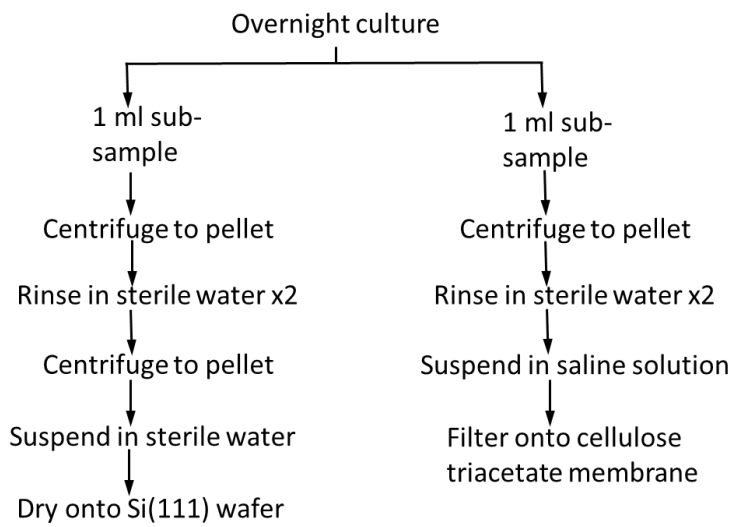 Overnight culture
1 ml sub-
sample
Centrifuge to pellet
Rinse in sterile water x2
Centrifuge to pellet
Suspend in sterile water
Dry onto Si(111) wafer
1 ml sub-
sample
Centrifuge to pellet
Rinse in sterile water x2
Suspend in saline solution
Filter onto cellulose
triacetate membrane